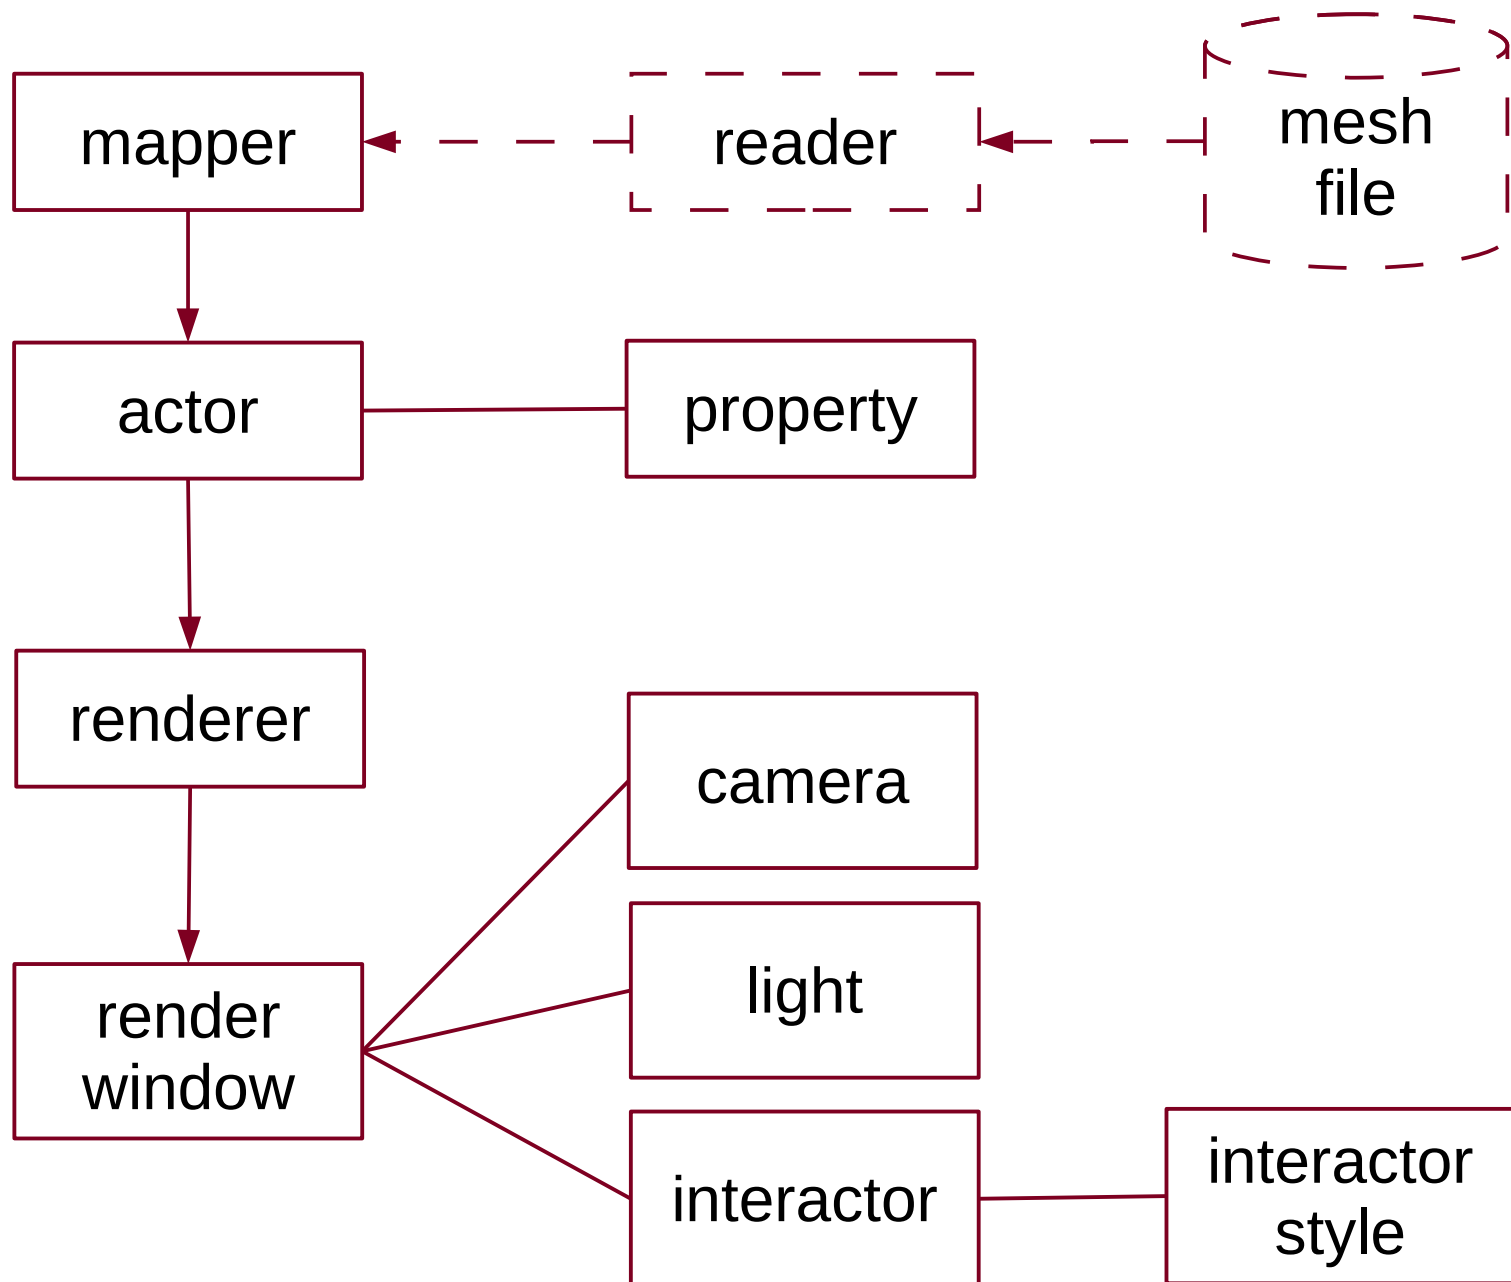 mapper
reader
mesh
file
actor
property
renderer
camera
light
render
window
interactor
interactor
style